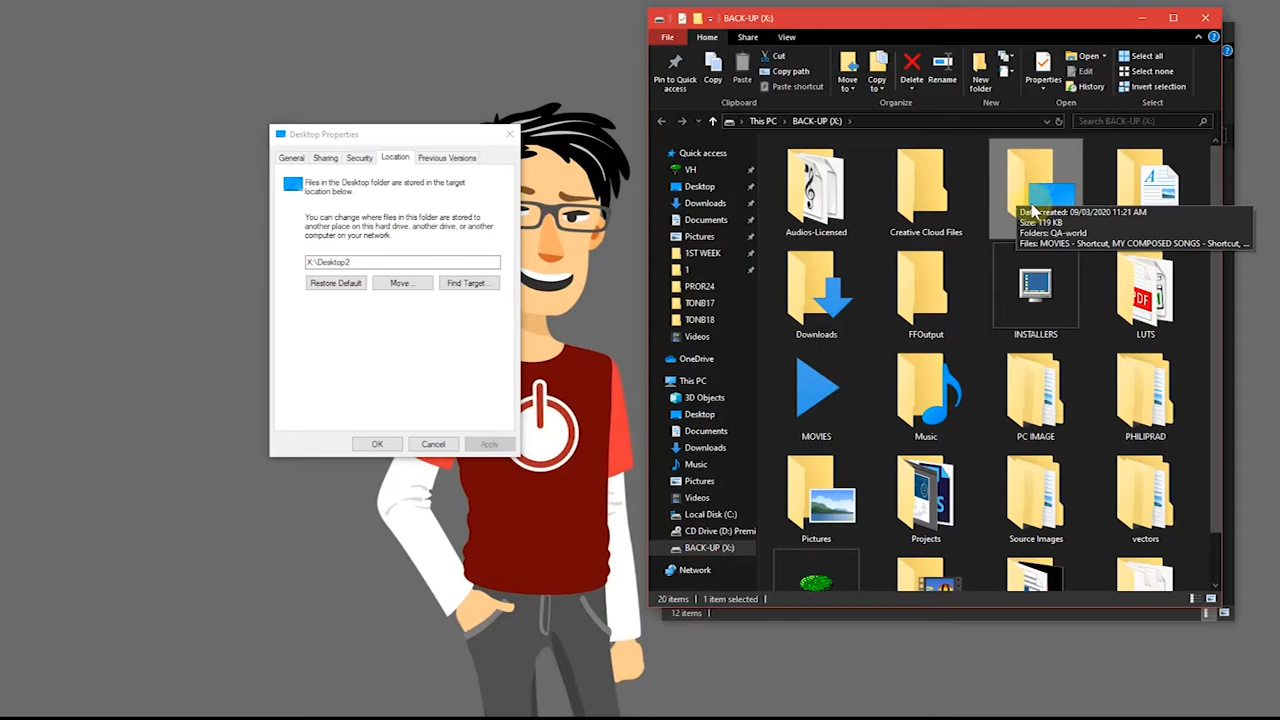 Desktop Properties
General
Sharing
Security
Location
Previous Versions
Files in the Desktop folder are stored in the target
location below.
You can change where files in this folder are stored to
another place on this hard drive, another drive, or another
computer on your network.
X:\Desktop2
Restore Default
Move...
Find Target...
OK
Cancel
Apply
BACK-UP (X:)
File
Home
Share
View
Pin to Quick
access
Copy
Paste
Cut
Copy path
Paste shortcut
Clipboard
Move
to
Copy
to
Delete
Rename
Organize
New
folder
New
Properties
Open
Edit
History
Open
Select all
Select none
Invert selection
Select
This PC > BACK-UP (X:) >
Search BACK-UP (X:)
Quick access
VH
Desktop
Downloads
Documents
Pictures
1ST WEEK
1
PROR24
TONB17
TONB18
Videos
OneDrive
This PC
3D Objects
Desktop
Documents
Downloads
Music
Pictures
Videos
Local Disk (C:)
CD Drive (D:) Premi
BACK-UP (X:)
Network
Audios-Licensed
Creative Cloud Files
created: 09/03/2020 11:21 AM
Size: 119 KB
Folders: QA-world
Files: MOVIES - Shortcut, MY COMPOSED SONGS - Shortcut, ...
Downloads
FFOutput
INSTALLERS
LUTS
MOVIES
Music
PC IMAGE
PHILIPRAD
Pictures
Projects
Source Images
vectors
20 items
1 item selected
12 items